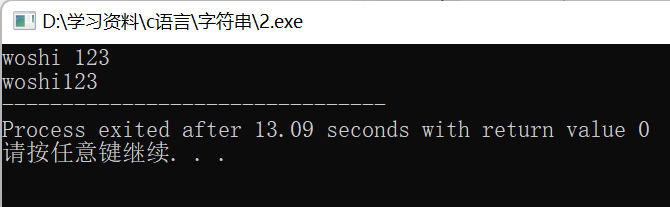 D:\学习资料\c语言\字符串\2.exe
woshi 123
woshi123
--------------------------------
Process exited after 13.09 seconds with return value 0
请按任意键继续. . .